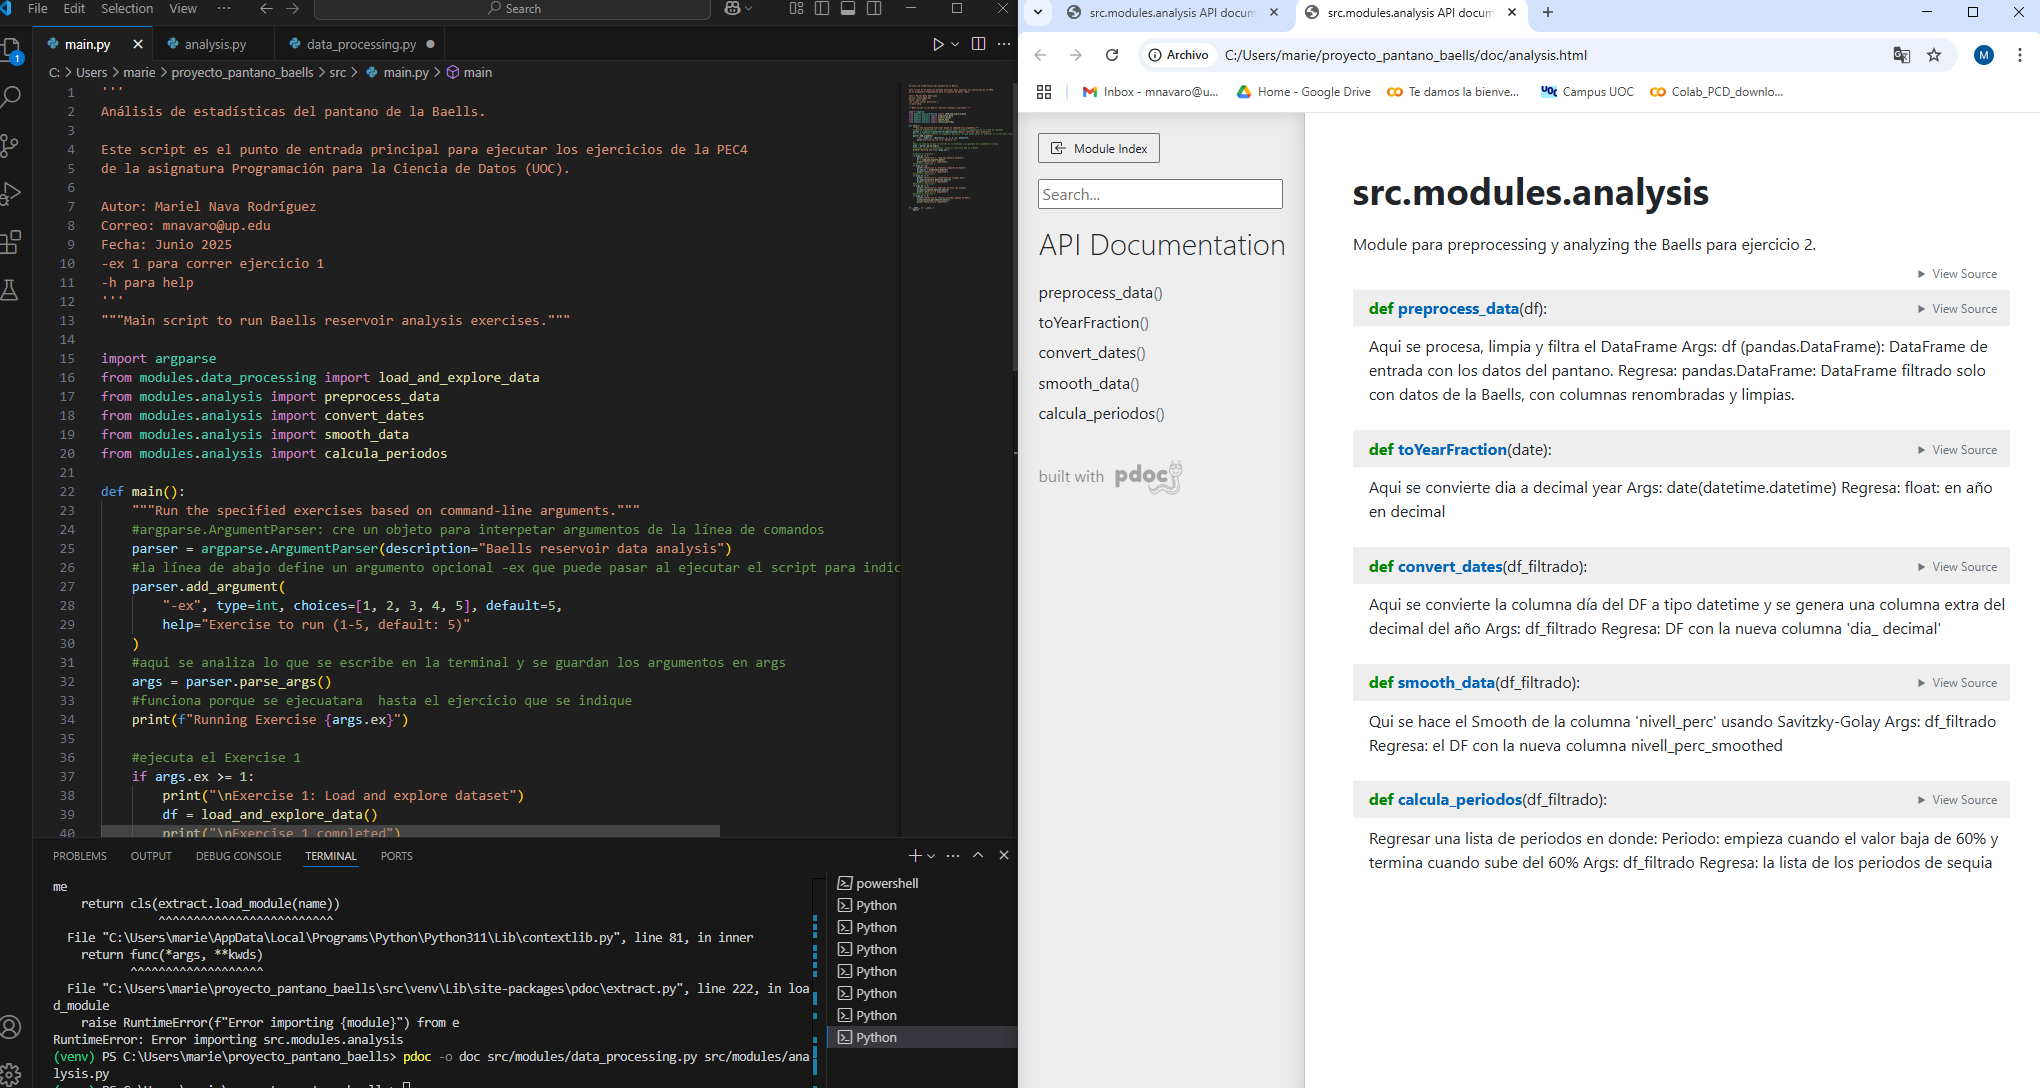 File Edit Selection View ··· Search
main.py analysis.py data_processing.py
C: > Users > marie > proyecto_pantano_baells > src > main.py > main
1 '''
2 Análisis de estadísticas del pantano de la Baells.
3
4 Este script es el punto de entrada principal para ejecutar los ejercicios de la PEC4
5 de la asignatura Programación para la Ciencia de Datos (UOC).
6
7 Autor: Mariel Nava Rodríguez
8 Correo: mnavaro@up.edu
9 Fecha: Junio 2025
10 -ex 1 para correr ejercicio 1
11 -h para help
12 '''
13 """Main script to run Baells reservoir analysis exercises."""
14
15 import argparse
16 from modules.data_processing import load_and_explore_data
17 from modules.analysis import preprocess_data
18 from modules.analysis import convert_dates
19 from modules.analysis import smooth_data
20 from modules.analysis import calcula_periodos
21
22 def main():
23 """Run the specified exercises based on command-line arguments."""
24 #argparse.ArgumentParser: cre un objeto para interpetar argumentos de la línea de comandos
25 parser = argparse.ArgumentParser(description="Baells reservoir data analysis")
26 #la línea de abajo define un argumento opcional -ex que puede pasar al ejecutar el script para indic
27 parser.add_argument(
28 "-ex", type=int, choices=[1, 2, 3, 4, 5], default=5,
29 help="Exercise to run (1-5, default: 5)"
30 )
31 #aqui se analiza lo que se escribe en la terminal y se guardan los argumentos en args
32 args = parser.parse_args()
33 #funciona porque se ejecuatara  hasta el ejercicio que se indique
34 print(f"Running Exercise {args.ex}")
35
36 #ejecuta el Exercise 1
37 if args.ex >= 1:
38 print("\nExercise 1: Load and explore dataset")
39 df = load_and_explore_data()
40 print("\nExercise 1 completed")
PROBLEMS OUTPUT DEBUG CONSOLE TERMINAL PORTS
me
return cls(extract.load_module(name))
^^^^^^^^^^^^^^^^^^^^^^^^^
File "C:\Users\marie\AppData\Local\Programs\Python\Python311\Lib\contextlib.py", line 81, in inner
return func(*args, **kwds)
^^^^^^^^^^^^^^^^^^^
File "C:\Users\marie\proyecto_pantano_baells\src\venv\Lib\site-packages\pdoc\extract.py", line 222, in loa
d_module
raise RuntimeError(f"Error importing {module}") from e
RuntimeError: Error importing src.modules.analysis
(venv) PS C:\Users\marie\proyecto_pantano_baells> pdoc -o doc src/modules/data_processing.py src/modules/ana
lysis.py
powershell
Python
Python
Python
Python
Python
Python
Python
src.modules.analysis API docum src.modules.analysis API docum
Archivo C:/Users/marie/proyecto_pantano_baells/doc/analysis.html M
Inbox - mnavaro@u... Home - Google Drive Te damos la bienve... UOC Campus UOC Colab_PCD_downlo...
Module Index
Search...
API Documentation
preprocess_data()
toYearFraction()
convert_dates()
smooth_data()
calcula_periodos()
built with pdoc
src.modules.analysis
Module para preprocessing y analyzing the Baells para ejercicio 2.
View Source
def preprocess_data(df): View Source
Aqui se procesa, limpia y filtra el DataFrame Args: df (pandas.DataFrame): DataFrame de
entrada con los datos del pantano. Regresa: pandas.DataFrame: DataFrame filtrado solo
con datos de la Baells, con columnas renombradas y limpias.
def toYearFraction(date): View Source
Aqui se convierte dia a decimal year Args: date(datetime.datetime) Regresa: float: en año
en decimal
def convert_dates(df_filtrado): View Source
Aqui se convierte la columna día del DF a tipo datetime y se genera una columna extra del
decimal del año Args: df_filtrado Regresa: DF con la nueva columna 'dia_ decimal'
def smooth_data(df_filtrado): View Source
Qui se hace el Smooth de la columna 'nivell_perc' usando Savitzky-Golay Args: df_filtrado
Regresa: el DF con la nueva columna nivell_perc_smoothed
def calcula_periodos(df_filtrado): View Source
Regresar una lista de periodos en donde: Periodo: empieza cuando el valor baja de 60% y
termina cuando sube del 60% Args: df_filtrado Regresa: la lista de los periodos de sequia